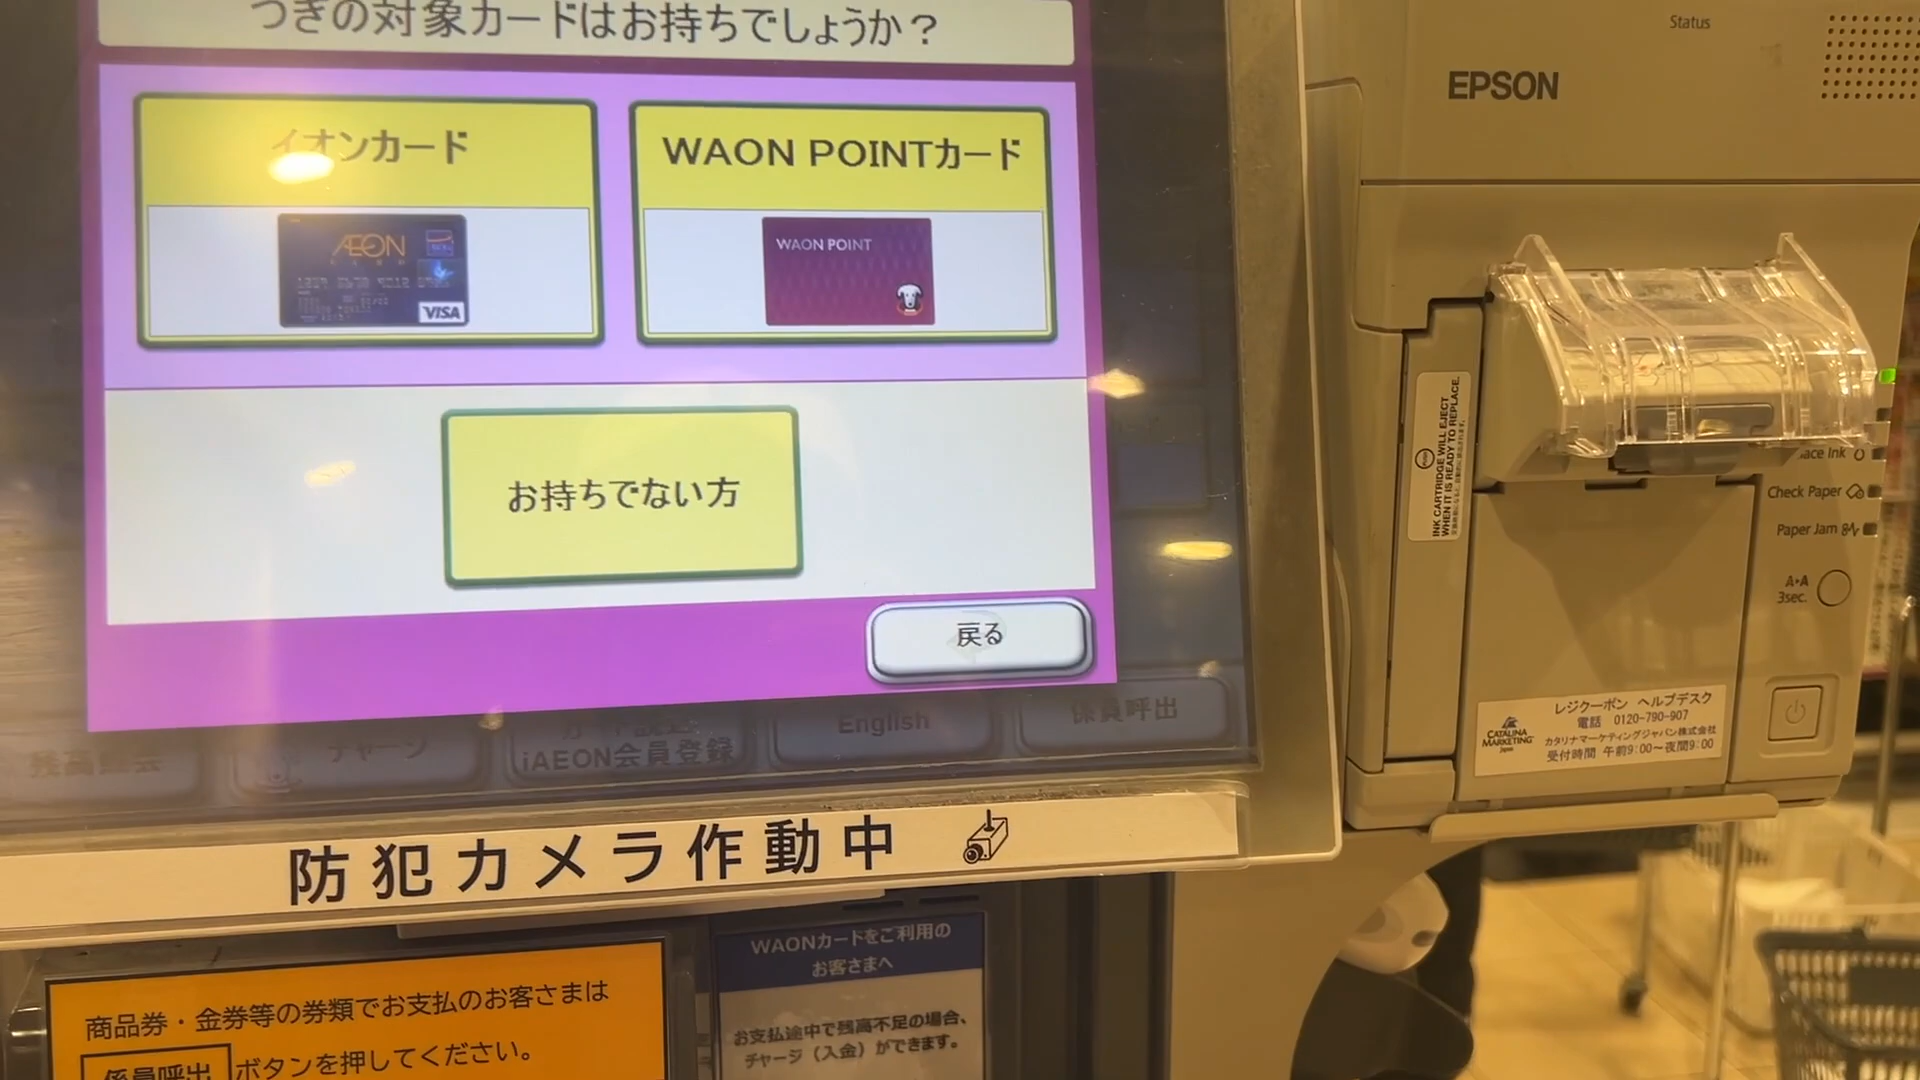 つぎの対象カードはお持ちでしょうか？
イオンカード
WAON POINTカード
AEON
VISA
WAON POINT
お持ちでない方
戻る
チャージ
iAEON会員登録
English
係員呼出
防犯カメラ作動中
商品券・金券等の券類でお支払のお客さまは
係員呼出 ボタンを押してください。
WAONカードをご利用の
お客さまへ
お支払途中で残高不足の場合、
チャージ（入金）ができます。
Status
EPSON
INK CARTRIDGE WILL EJECT
WHEN IT IS READY TO REPLACE.
Ink
Check Paper
Paper Jam
3sec.
CATALINA
MARKETING
Japan
レジクーポン ヘルプデスク
電話 0120-790-907
カタリナマーケティングジャパン株式会社
受付時間 午前9:00～夜間9:00